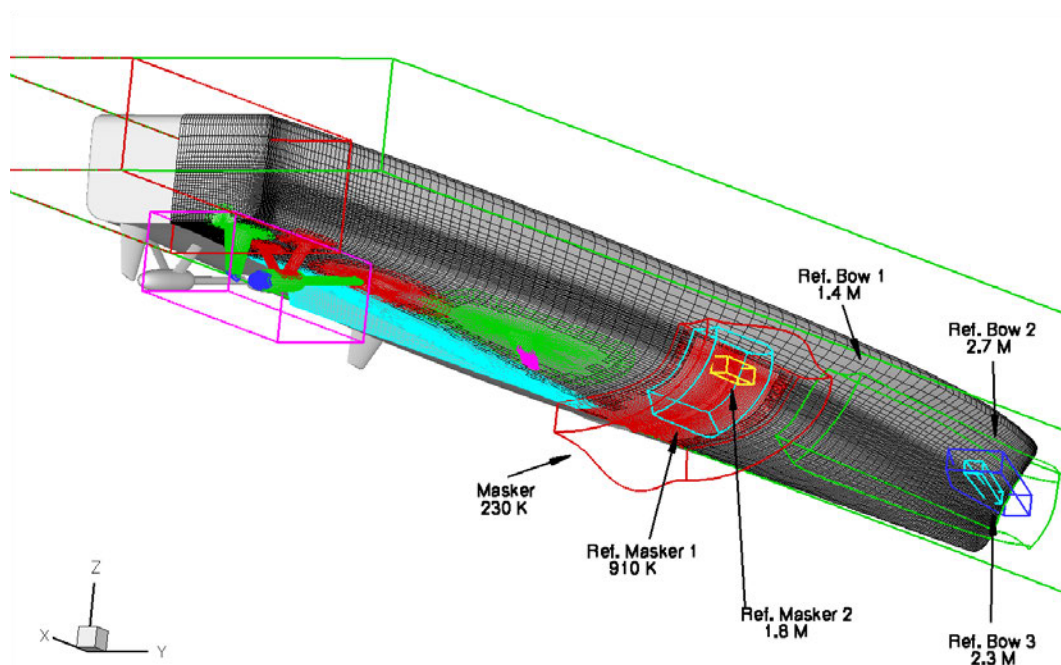 Ref. Bow 1
1.4 M
Ref. Bow 2
2.7 M
Masker
230 K
Ref. Masker 1
910 K
Ref. Masker 2
1.8 M
Ref. Bow 3
2.3 M
Z
X
Y